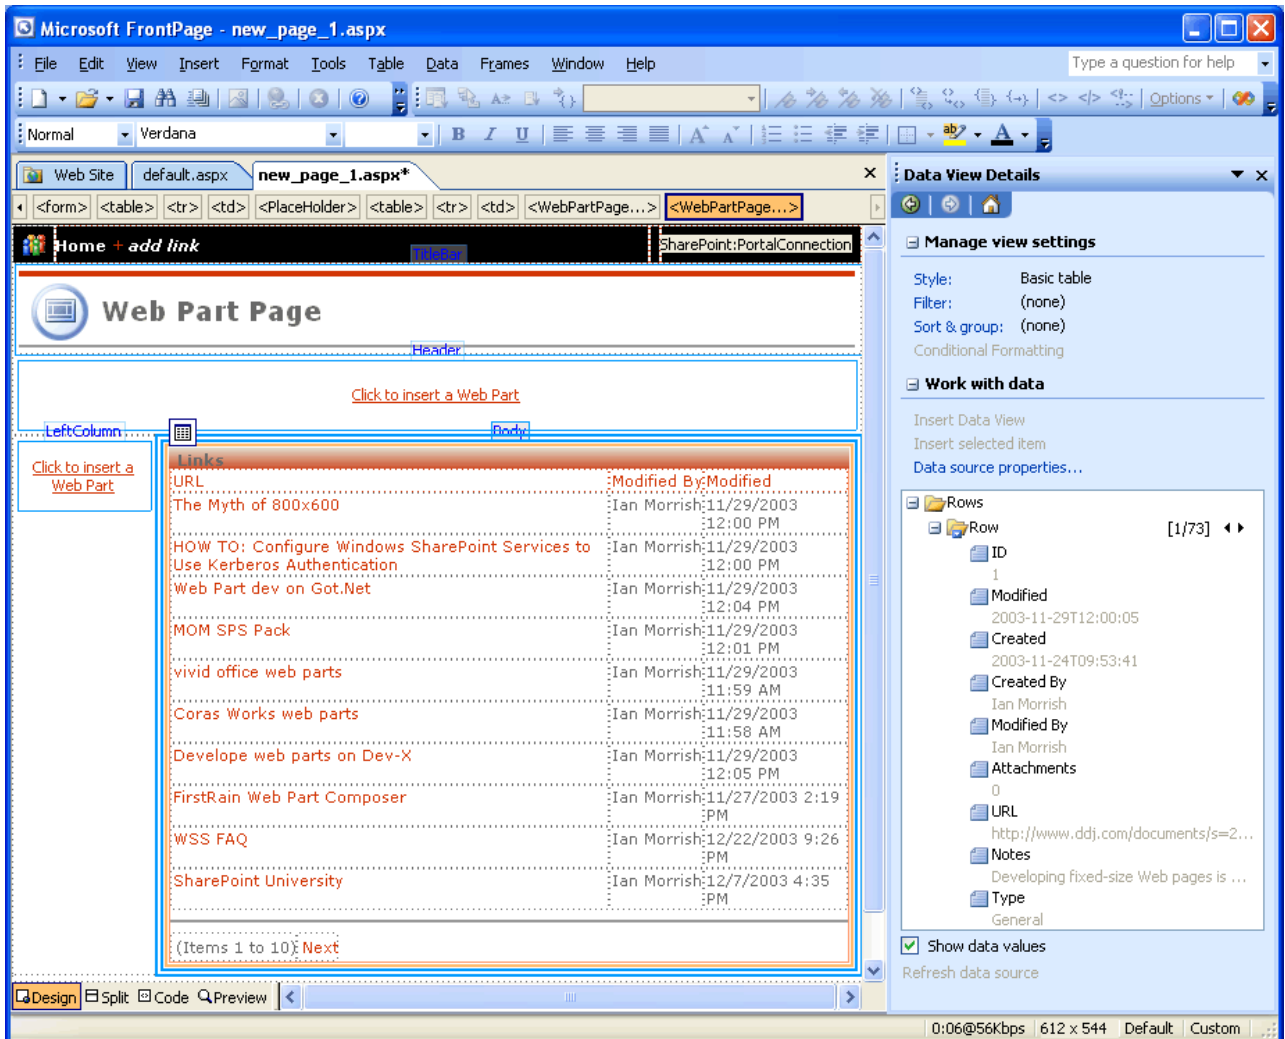 Microsoft FrontPage - new_page_1.aspx
File Edit View Insert Format Tools Table Data Frames Window Help
Type a question for help
Options
Normal Verdana
B I U A A A
Web Site default.aspx new_page_1.aspx*
<form> <table> <tr> <td> <PlaceHolder> <table> <tr> <td> <WebPartPage...> <WebPartPage...>
Home + add link
TitleBar
SharePoint:PortalConnection
Web Part Page
Header
Click to insert a Web Part
LeftColumn
Body
Click to insert a
Web Part
Links
URL Modified By Modified
The Myth of 800x600 Ian Morrish 11/29/2003
12:00 PM
HOW TO: Configure Windows SharePoint Services to Ian Morrish 11/29/2003
Use Kerberos Authentication 12:00 PM
Web Part dev on Got.Net Ian Morrish 11/29/2003
12:04 PM
MOM SPS Pack Ian Morrish 11/29/2003
12:01 PM
vivid office web parts Ian Morrish 11/29/2003
11:59 AM
Coras Works web parts Ian Morrish 11/29/2003
11:58 AM
Develope web parts on Dev-X Ian Morrish 11/29/2003
12:05 PM
FirstRain Web Part Composer Ian Morrish 11/27/2003 2:19
PM
WSS FAQ Ian Morrish 12/22/2003 9:26
PM
SharePoint University Ian Morrish 12/7/2003 4:35
PM
(Items 1 to 10) Next
Design Split Code Preview
Data View Details
Manage view settings
Style: Basic table
Filter: (none)
Sort & group: (none)
Conditional Formatting
Work with data
Insert Data View
Insert selected item
Data source properties...
Rows
Row [1/73]
ID
1
Modified
2003-11-29T12:00:05
Created
2003-11-24T09:53:41
Created By
Ian Morrish
Modified By
Ian Morrish
Attachments
0
URL
http://www.ddj.com/documents/s=2...
Notes
Developing fixed-size Web pages is ...
Type
General
Show data values
Refresh data source
0:06@56Kbps 612 x 544 Default Custom